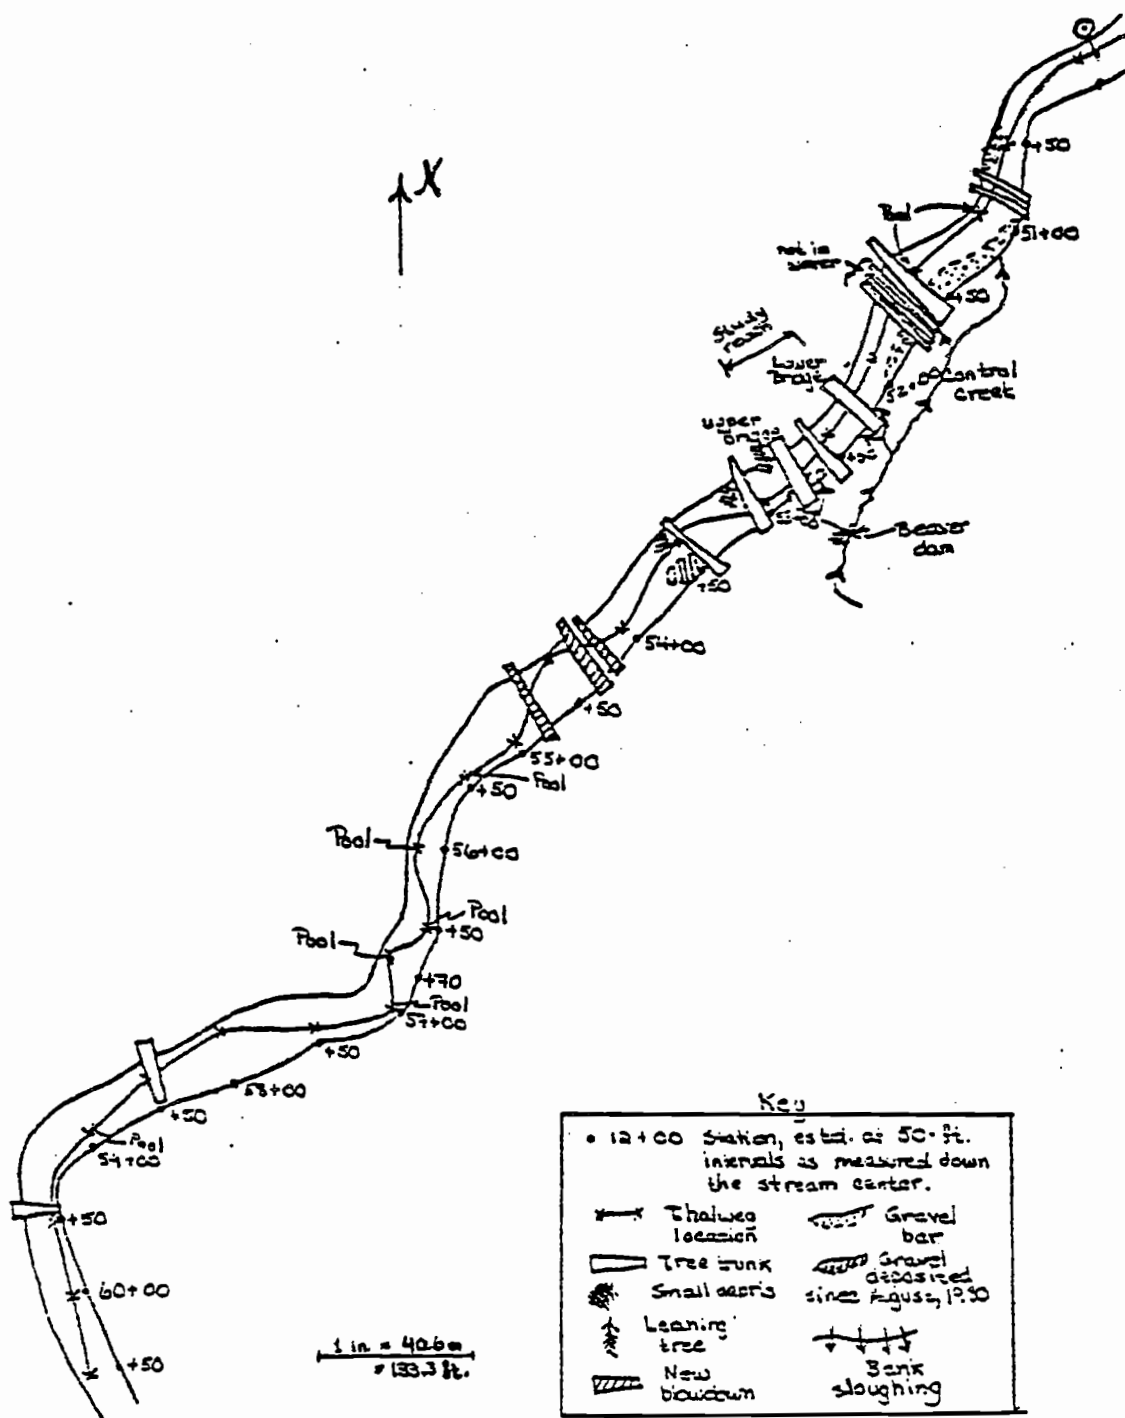 N
+50
Pool
51+00
not in
+50
Study
reach
Lower
Bridge
52+00
Control
Creek
Upper
+50
Beaver
dam
+50
54+00
+50
55+00
Pool
+50
Pool
56+00
Pool
+50
Pool
+70
Pool
57+00
+50
58+00
+50
Pool
59+00
+50
60+00
+50
1 in = 40.6 m
= 133.3 ft.
Key
12+00 Station, estd. at 50-ft.
intervals as measured down
the stream center.
Thalweg
location
Gravel
bar
Tree trunk
Gravel
deposited
since August, 1980
Small debris
Leaning
tree
New
blowdown
Bank
sloughing